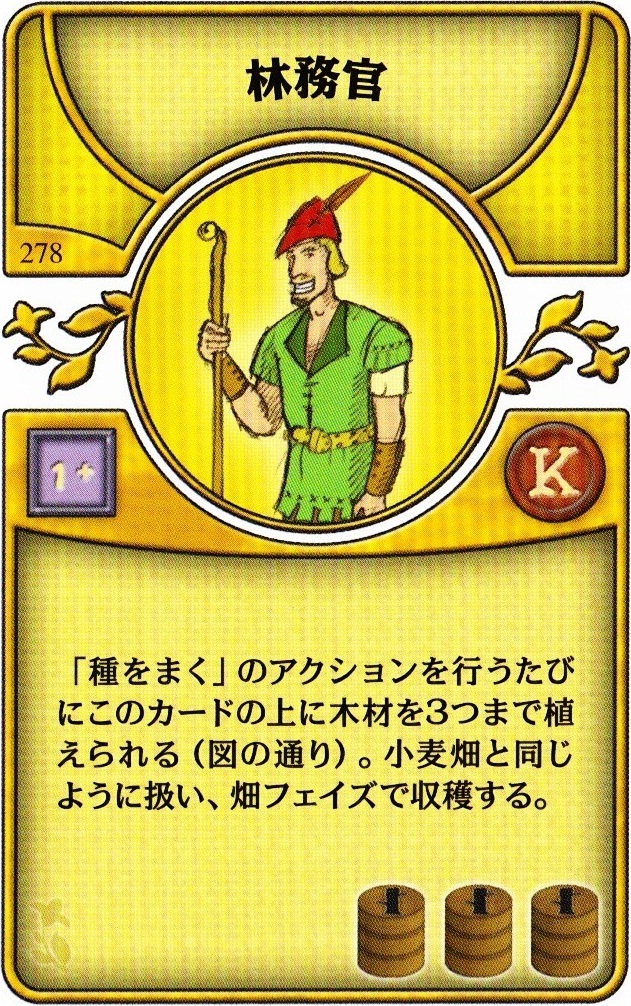 林務官
278
1+
K
「種をまく」のアクションを行うたび
にこのカードの上に木材を3つまで植
えられる(図の通り)。小麦畑と同じ
ように扱い、畑フェイズで収穫する。